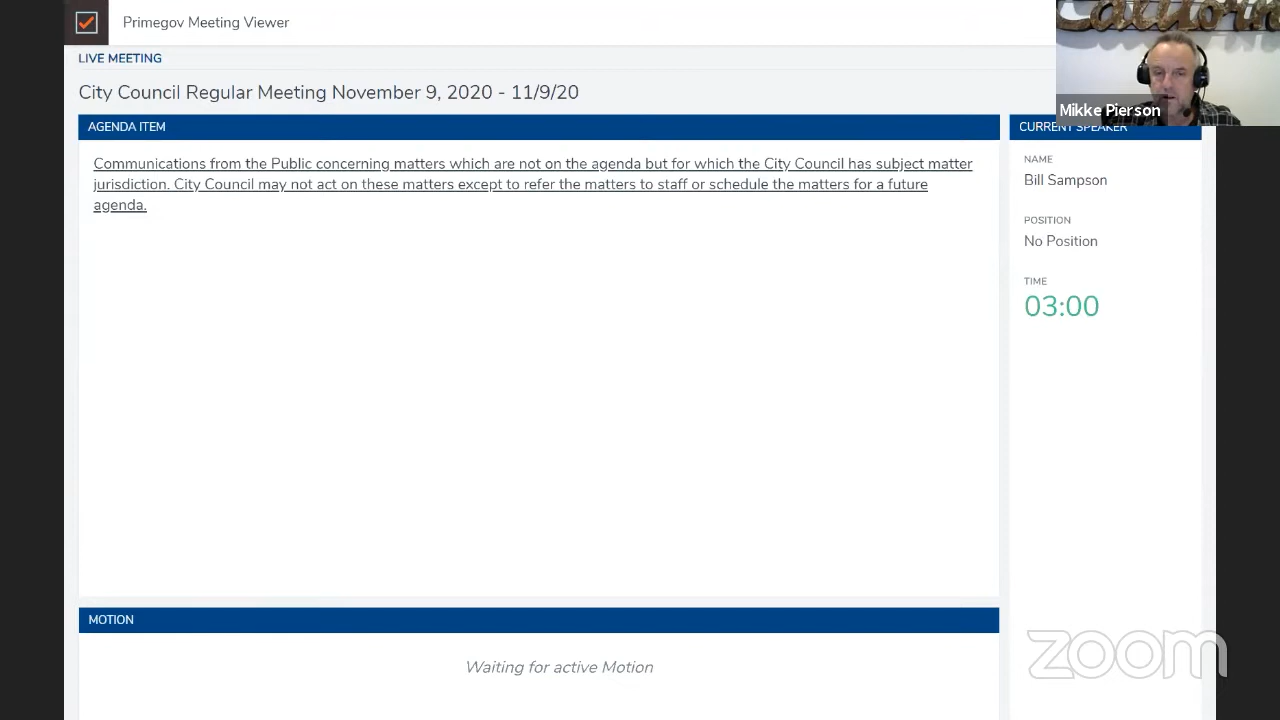 Primegov Meeting Viewer
LIVE MEETING
City Council Regular Meeting November 9, 2020 - 11/9/20
AGENDA ITEM
Communications from the Public concerning matters which are not on the agenda but for which the City Council has subject matter
jurisdiction. City Council may not act on these matters except to refer the matters to staff or schedule the matters for a future
agenda.
MOTION
Waiting for active Motion
California
Mikke Pierson
CURRENT SPEAKER
NAME
Bill Sampson
POSITION
No Position
TIME
03:00
zoom